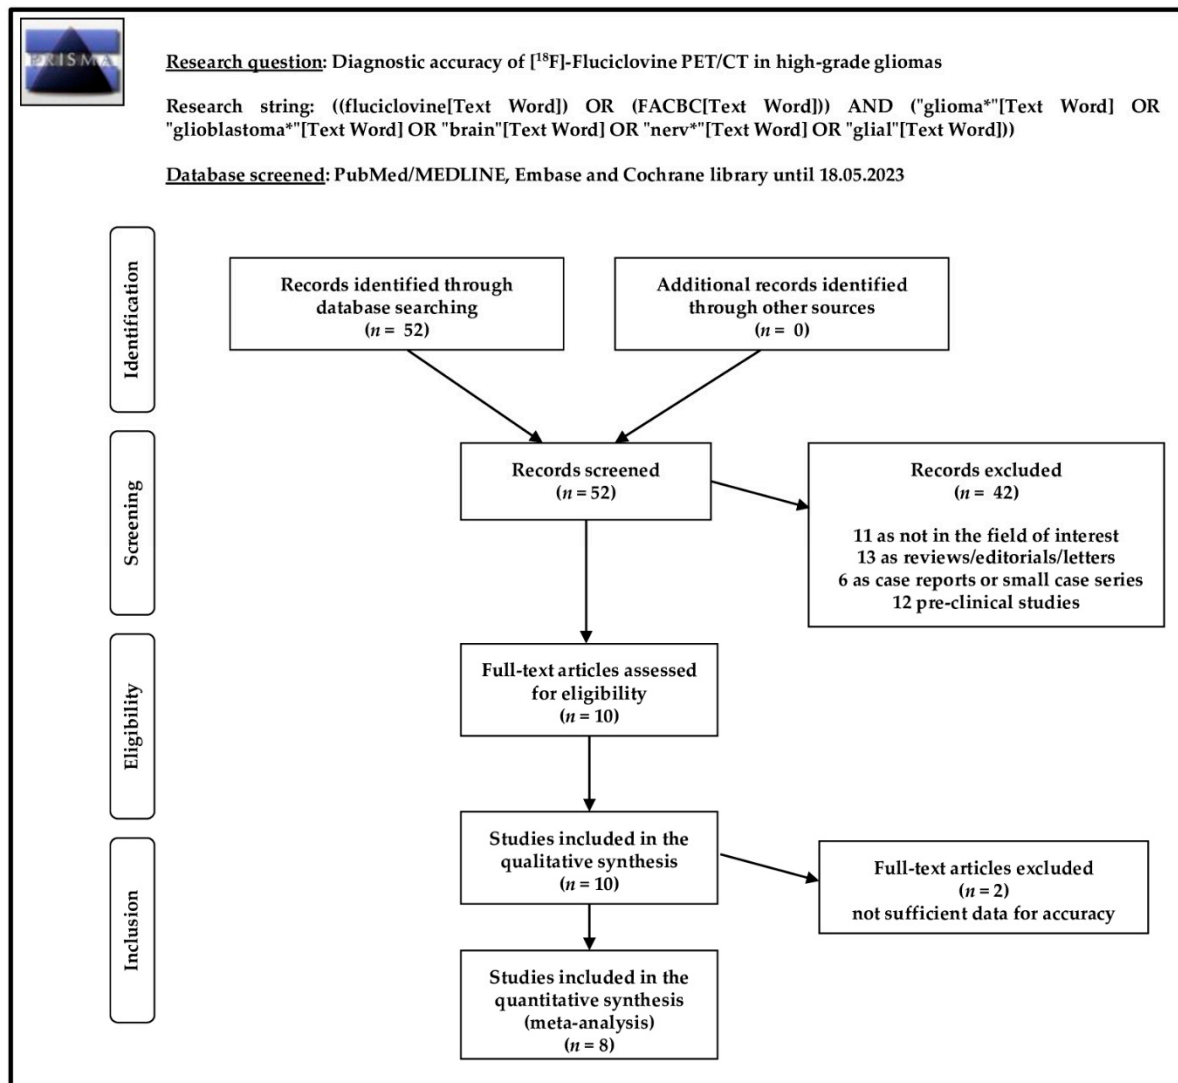 PRISMA
Research question: Diagnostic accuracy of [¹⁸F]-Fluciclovine PET/CT in high-grade gliomas
Research string: ((fluciclovine[Text Word]) OR (FACBC[Text Word])) AND ("glioma*"[Text Word] OR
"glioblastoma*"[Text Word] OR "brain"[Text Word] OR "nerv*"[Text Word] OR "glial"[Text Word]))
Database screened: PubMed/MEDLINE, Embase and Cochrane library until 18.05.2023
Identification
Records identified through
database searching
(n = 52)
Additional records identified
through other sources
(n = 0)
Screening
Records screened
(n = 52)
Records excluded
(n = 42)
11 as not in the field of interest
13 as reviews/editorials/letters
6 as case reports or small case series
12 pre-clinical studies
Eligibility
Full-text articles assessed
for eligibility
(n = 10)
Inclusion
Studies included in the
qualitative synthesis
(n = 10)
Full-text articles excluded
(n = 2)
not sufficient data for accuracy
Studies included in the
quantitative synthesis
(meta-analysis)
(n = 8)